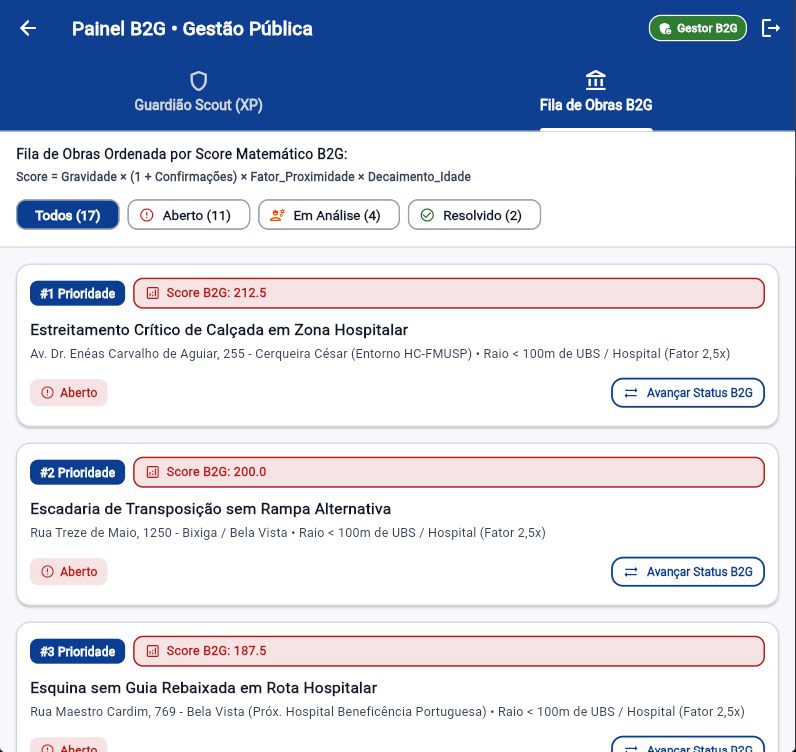 Painel B2G • Gestão Pública
Gestor B2G
Guardião Scout (XP)
Fila de Obras B2G
Fila de Obras Ordenada por Score Matemático B2G:
Score = Gravidade × (1 + Confirmações) × Fator_Proximidade × Decaimento_Idade
Todos (17)
Aberto (11)
Em Análise (4)
Resolvido (2)
#1 Prioridade
Score B2G: 212.5
Estreitamento Crítico de Calçada em Zona Hospitalar
Av. Dr. Enéas Carvalho de Aguiar, 255 - Cerqueira César (Entorno HC-FMUSP) • Raio < 100m de UBS / Hospital (Fator 2,5x)
Aberto
Avançar Status B2G
#2 Prioridade
Score B2G: 200.0
Escadaria de Transposição sem Rampa Alternativa
Rua Treze de Maio, 1250 - Bixiga / Bela Vista • Raio < 100m de UBS / Hospital (Fator 2,5x)
Aberto
Avançar Status B2G
#3 Prioridade
Score B2G: 187.5
Esquina sem Guia Rebaixada em Rota Hospitalar
Rua Maestro Cardim, 769 - Bela Vista (Próx. Hospital Beneficência Portuguesa) • Raio < 100m de UBS / Hospital (Fator 2,5x)
Aberto
Avançar Status B2G